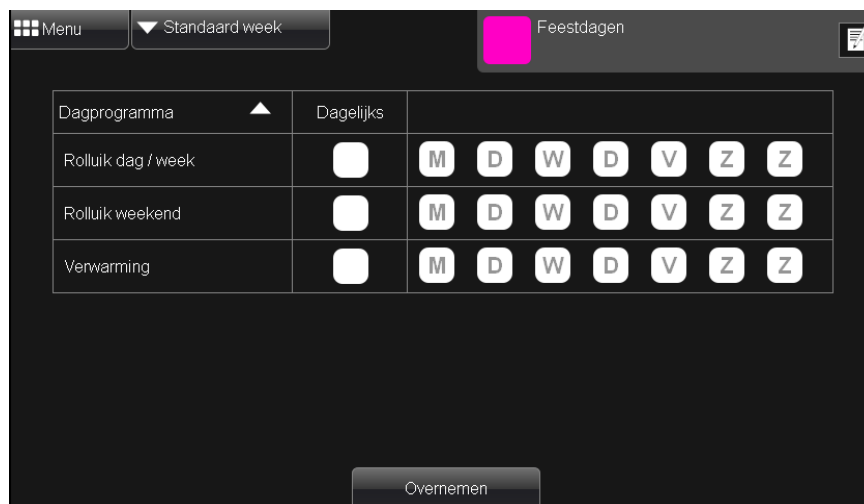 Menu
Standaard week
Feestdagen
Dagprogramma Dagelijks
Rolluik dag / week M D W D V Z Z
Rolluik weekend M D W D V Z Z
Verwarming M D W D V Z Z
Overnemen